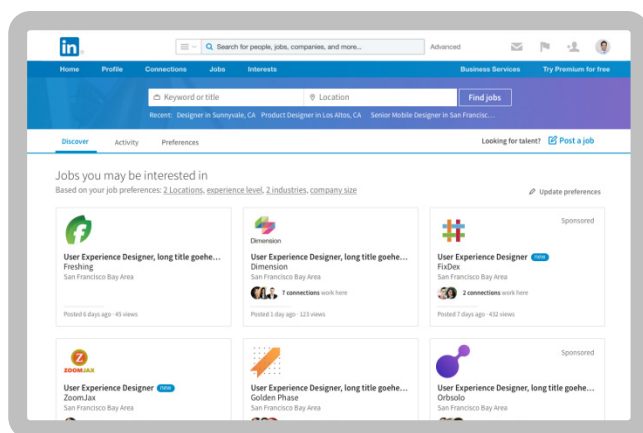 in
Search for people, jobs, companies, and more...
Advanced
Home Profile Connections Jobs Interests Business Services Try Premium for free
Keyword or title Location Find jobs
Recent: Designer in Sunnyvale, CA Product Designer in Los Altos, CA Senior Mobile Designer in San Francisc...
Discover Activity Preferences Looking for talent? Post a job
Jobs you may be interested in
Based on your job preferences: 2 Locations, experience level, 2 industries, company size Update preferences
User Experience Designer, long title goehe...
Freshing
San Francisco Bay Area
Posted 6 days ago · 45 views
Dimension
User Experience Designer, long title goehe...
Dimension
San Francisco Bay Area
7 connections work here
Posted 1 day ago · 123 views
Sponsored
User Experience Designer new
FixDex
San Francisco Bay Area
2 connections work here
Posted 7 days ago · 432 views
Z
ZOOMJAX
User Experience Designer new
ZoomJax
San Francisco Bay Area
User Experience Designer, long title goehe...
Golden Phase
San Francisco Bay Area
Sponsored
User Experience Designer, long title goehe...
Orbsolo
San Francisco Bay Area